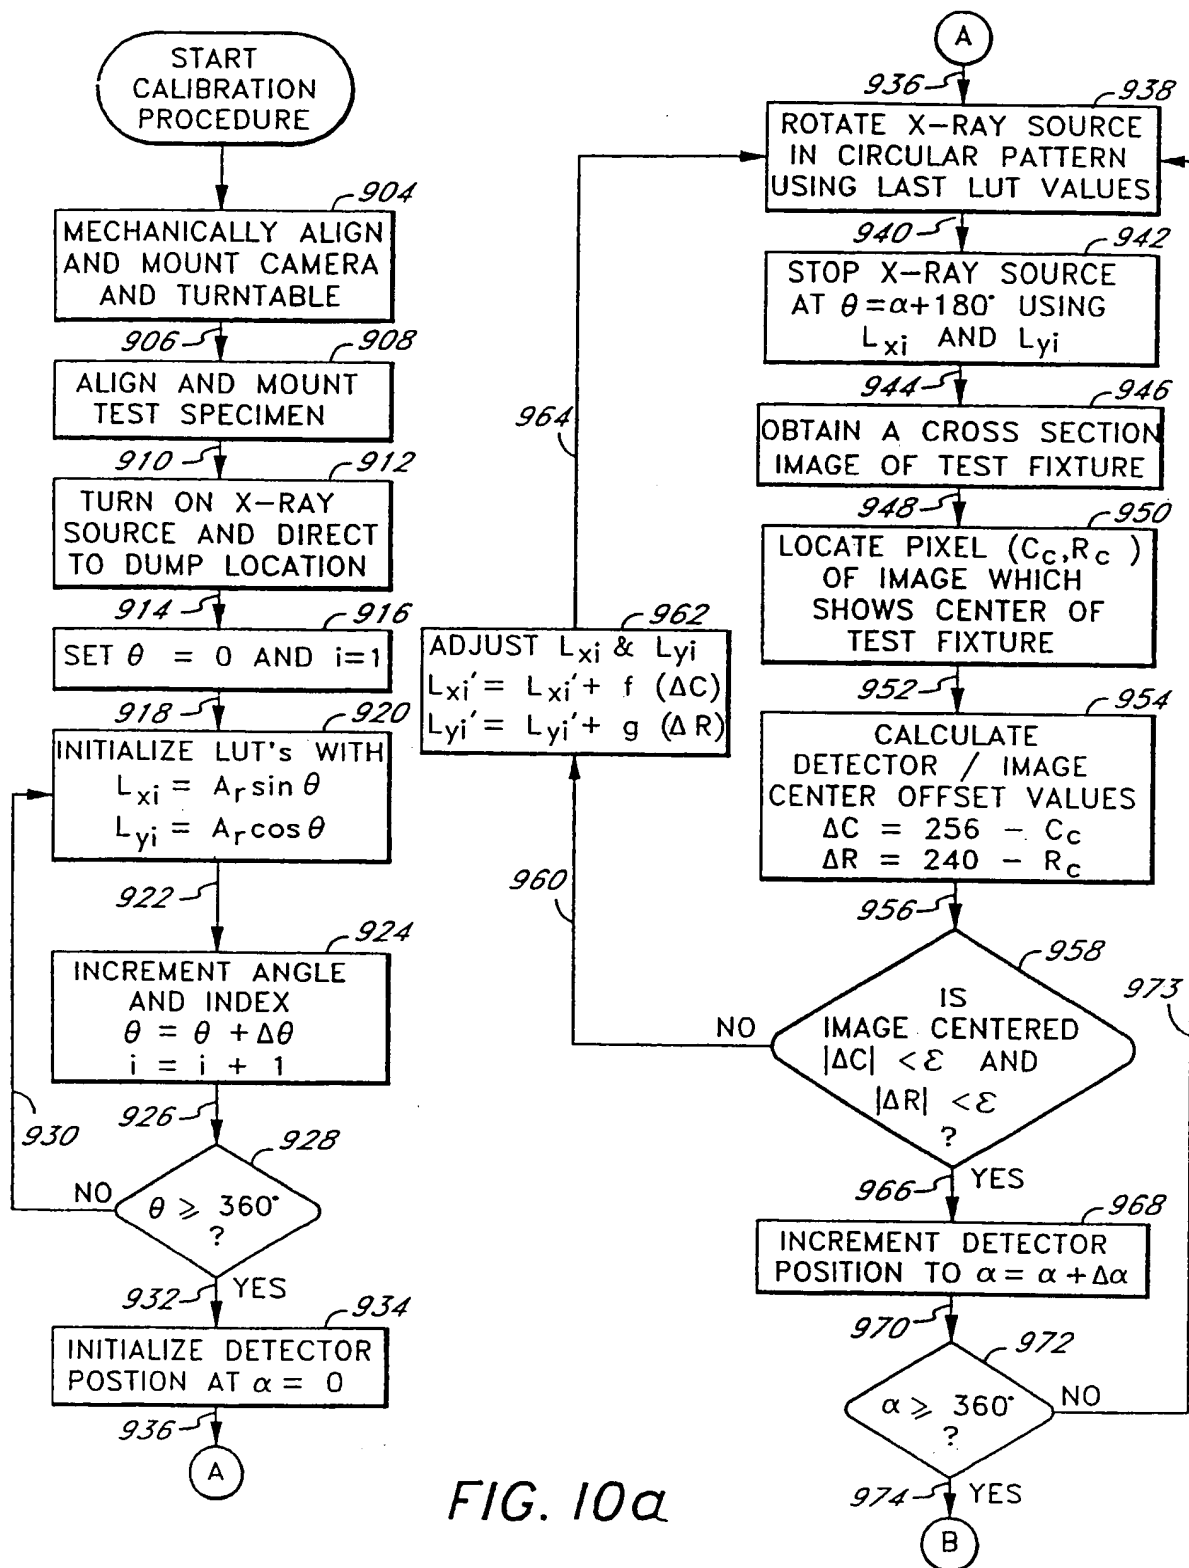 START
CALIBRATION
PROCEDURE
904
MECHANICALLY ALIGN
AND MOUNT CAMERA
AND TURNTABLE
906
908
ALIGN AND MOUNT
TEST SPECIMEN
910
912
TURN ON X-RAY
SOURCE AND DIRECT
TO DUMP LOCATION
914
916
SET θ = 0 AND i=1
918
920
INITIALIZE LUT's WITH
Lxi = Ar sin θ
Lyi = Ar cos θ
922
924
INCREMENT ANGLE
AND INDEX
θ = θ + Δθ
i = i + 1
926
930
928
NO
θ ⩾ 360°
?
932
YES
934
INITIALIZE DETECTOR
POSTION AT α = 0
936
A
A
936
938
ROTATE X-RAY SOURCE
IN CIRCULAR PATTERN
USING LAST LUT VALUES
940
942
STOP X-RAY SOURCE
AT θ=α+180° USING
Lxi AND Lyi
944
946
OBTAIN A CROSS SECTION
IMAGE OF TEST FIXTURE
948
950
LOCATE PIXEL (Cc,Rc )
OF IMAGE WHICH
SHOWS CENTER OF
TEST FIXTURE
952
954
CALCULATE
DETECTOR / IMAGE
CENTER OFFSET VALUES
ΔC = 256 - Cc
ΔR = 240 - Rc
956
958
IS
IMAGE CENTERED
|ΔC| < ε AND
|ΔR| < ε
?
NO
960
962
ADJUST Lxi & Lyi
Lxi' = Lxi' + f (ΔC)
Lyi' = Lyi' + g (ΔR)
964
966
YES
968
INCREMENT DETECTOR
POSITION TO α = α + Δα
970
972
α ⩾ 360°
?
NO
973
974
YES
B
FIG. 10a